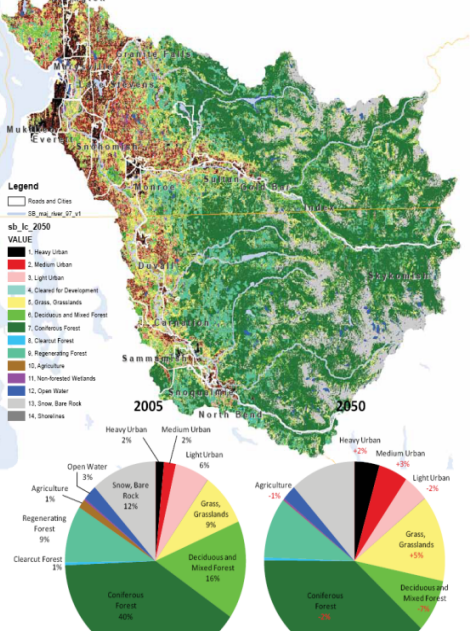 Granite Falls
Snohomish
Monroe
Sultan
Skykomish
Duvall
Carnation
Sammamish
Snoqualmie
North Bend
Legend
Roads and Cities
SB_maj_river_97_v1
sb_lc_2050
VALUE
1, Heavy Urban
2, Medium Urban
3, Light Urban
4, Cleared for Development
5, Grass, Grasslands
6, Deciduous and Mixed Forest
7, Coniferous Forest
8, Clearcut Forest
9, Regenerating Forest
10, Agriculture
11, Non-forested Wetlands
12, Open Water
13, Snow, Bare Rock
14, Shorelines
2005
Heavy Urban
2%
Medium Urban
2%
Light Urban
6%
Grass,
Grasslands
9%
Deciduous and
Mixed Forest
16%
Coniferous
Forest
40%
Clearcut Forest
1%
Regenerating
Forest
9%
Agriculture
1%
Open Water
3%
Snow, Bare
Rock
12%
2050
Heavy Urban
+2%
Medium Urban
+3%
Light Urban
-2%
Grass,
Grasslands
+5%
Deciduous and
Mixed Forest
-7%
Coniferous
Forest
Agriculture
-1%